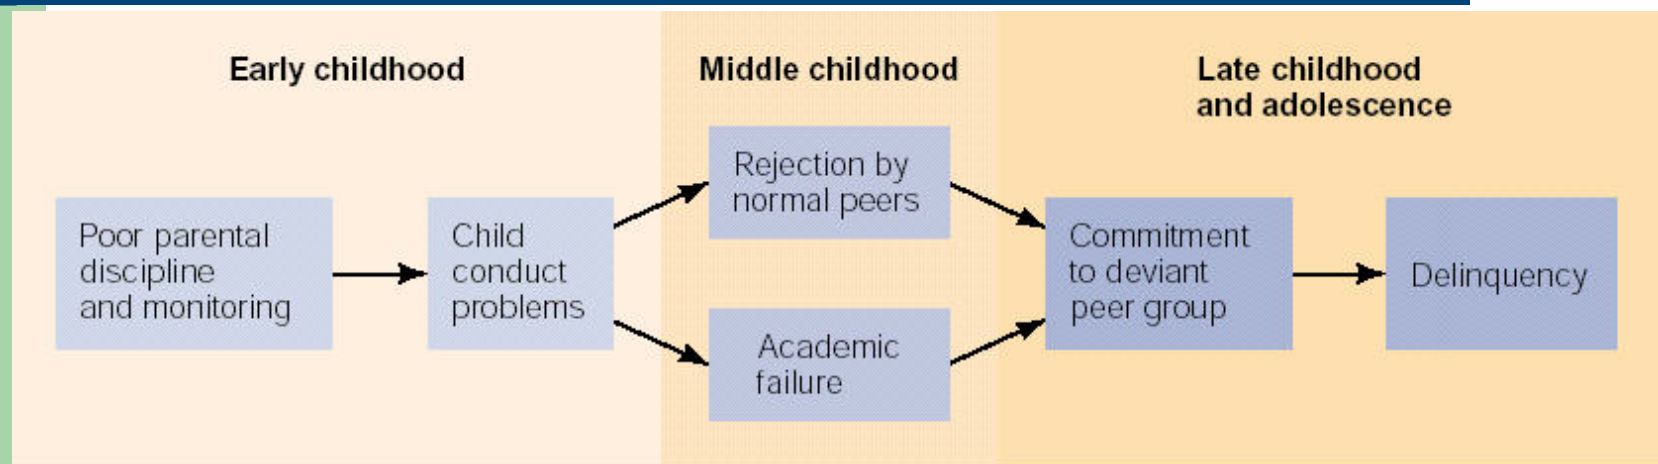 Early childhood
Middle childhood
Late childhood
and adolescence
Poor parental
discipline
and monitoring
Child
conduct
problems
Rejection by
normal peers
Academic
failure
Commitment
to deviant
peer group
Delinquency